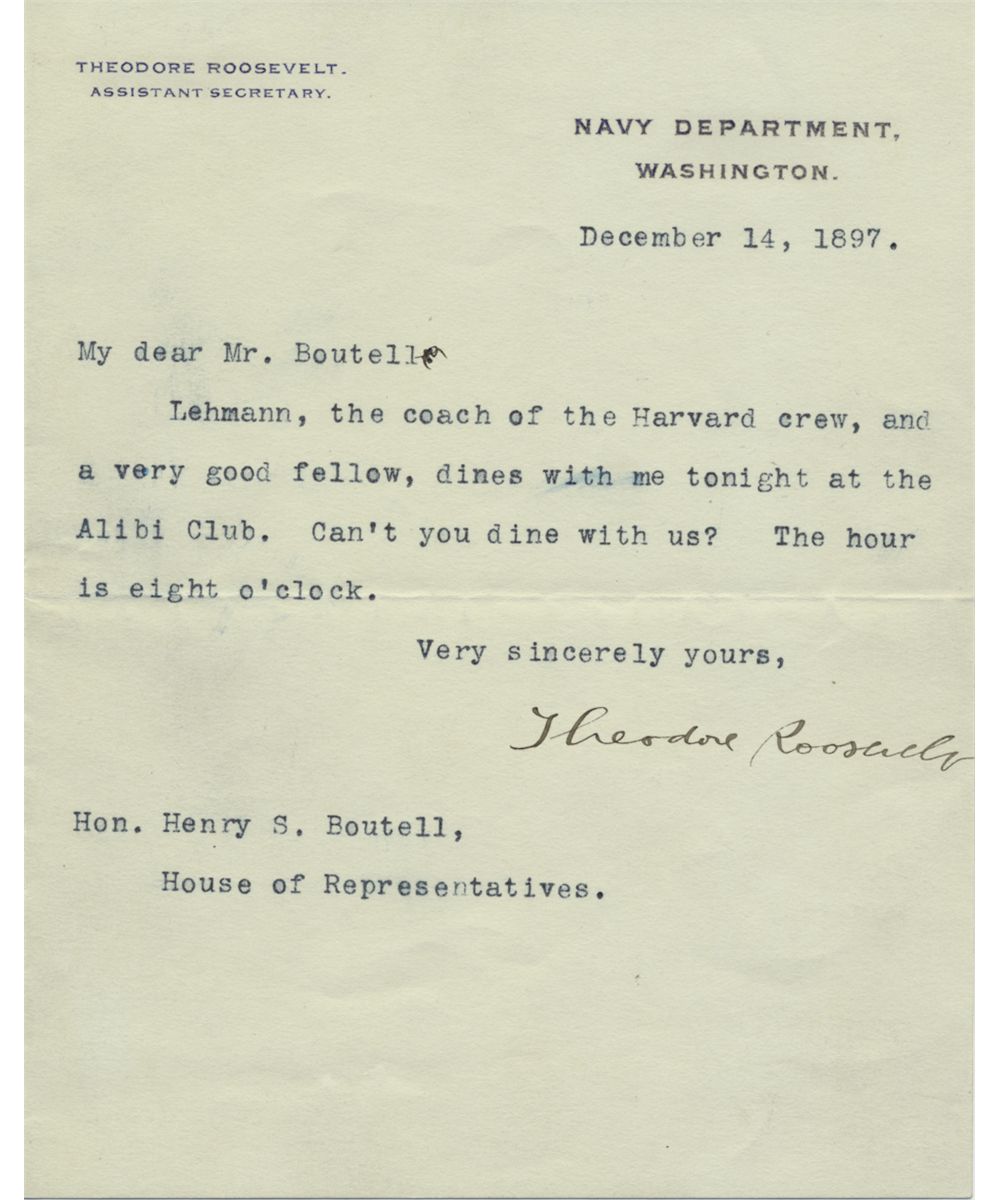 THEODORE ROOSEVELT.
ASSISTANT SECRETARY.
NAVY DEPARTMENT,
WASHINGTON.
December 14, 1897.
My dear Mr. Boutell
Lehmann, the coach of the Harvard crew, and
a very good fellow, dines with me tonight at the
Alibi Club. Can't you dine with us? The hour
is eight o'clock.
Very sincerely yours,
Theodore Roosevelt
Hon. Henry S. Boutell,
House of Representatives.